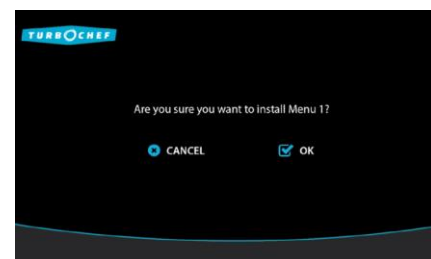 TURBOCHEF
Are you sure you want to install Menu 1?
CANCEL
OK